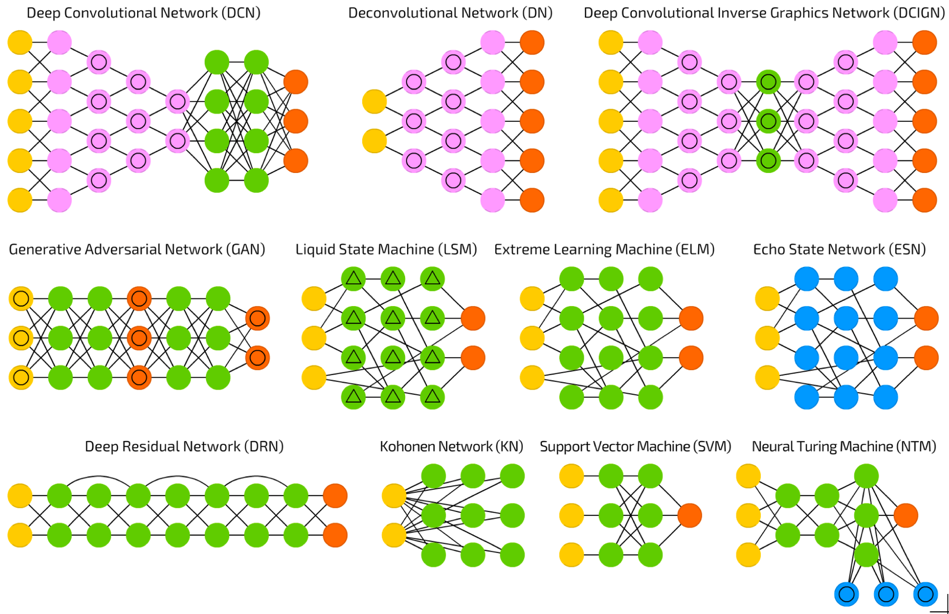 Deep Convolutional Network (DCN)
Deconvolutional Network (DN)
Deep Convolutional Inverse Graphics Network (DCIGN)
Generative Adversarial Network (GAN)
Liquid State Machine (LSM)
Extreme Learning Machine (ELM)
Echo State Network (ESN)
Deep Residual Network (DRN)
Kohonen Network (KN)
Support Vector Machine (SVM)
Neural Turing Machine (NTM)